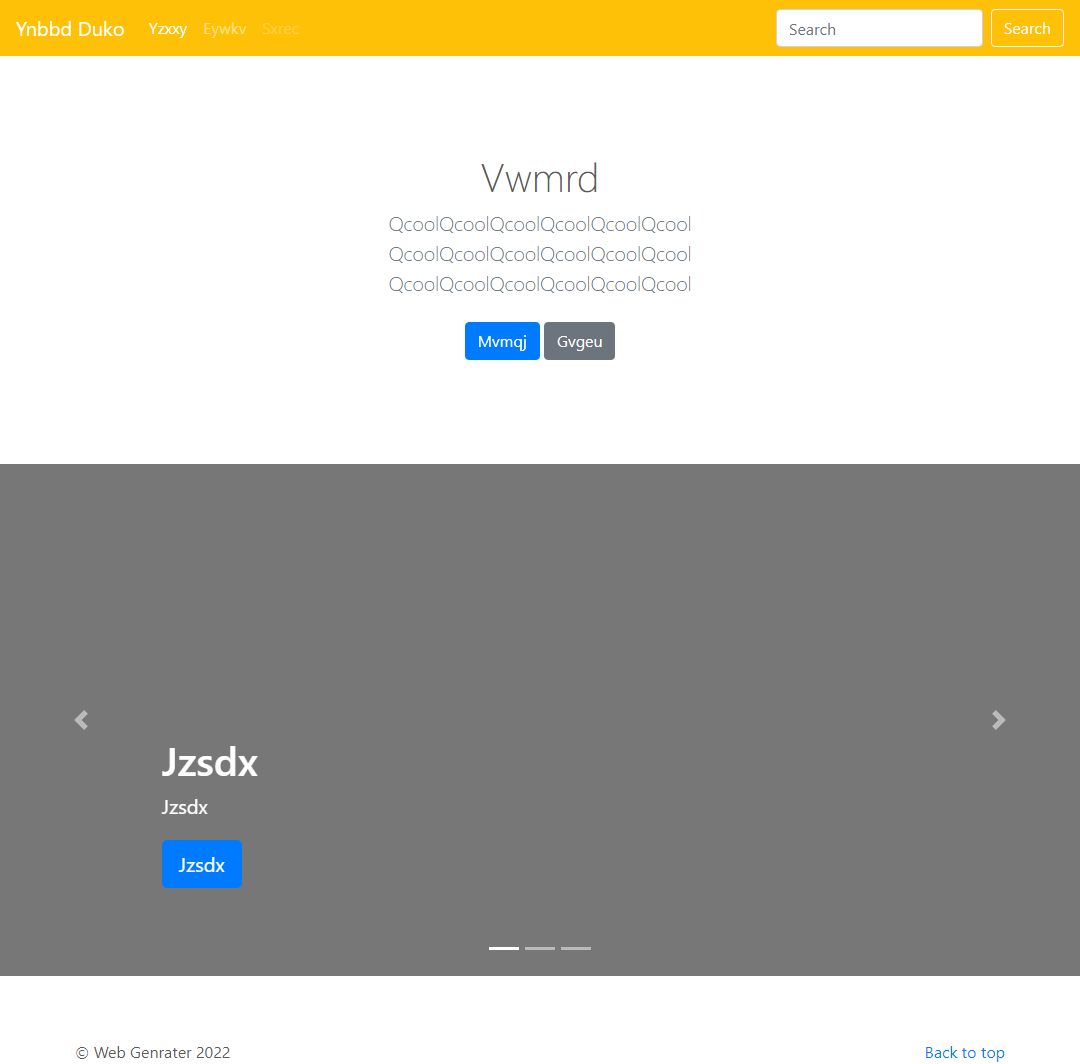 Ynbbd Duko Yzxxy Eywkv Sxrec Search Search
Vwmrd
QcoolQcoolQcoolQcoolQcoolQcool
QcoolQcoolQcoolQcoolQcoolQcool
QcoolQcoolQcoolQcoolQcoolQcool
Mvmqj Gvgeu
Jzsdx
Jzsdx
Jzsdx
© Web Genrater 2022 Back to top